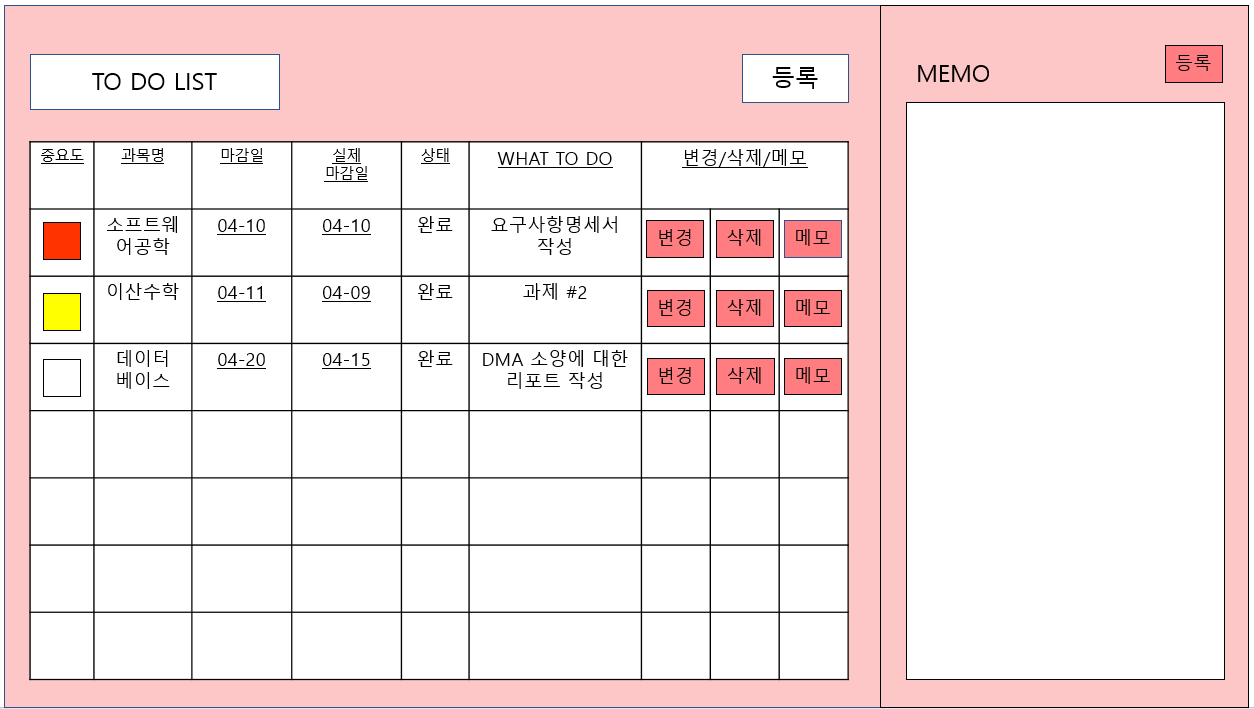 TO DO LIST
등록
중요도
과목명
마감일
실제
마감일
상태
WHAT TO DO
변경/삭제/메모
소프트웨
어공학
04-10
04-10
완료
요구사항명세서
작성
변경
삭제
메모
이산수학
04-11
04-09
완료
과제 #2
변경
삭제
메모
데이터
베이스
04-20
04-15
완료
DMA 소양에 대한
리포트 작성
변경
삭제
메모
MEMO
등록